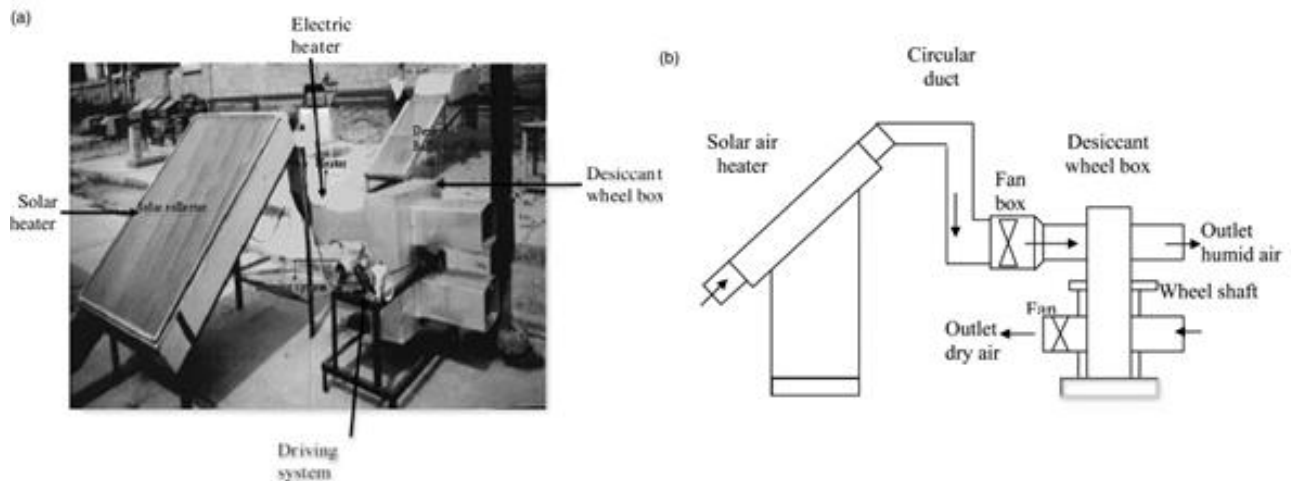 (a)
Electric
heater
Desiccant
wheel box
Solar
heater
Solar collector
Driving
system
(b)
Circular
duct
Solar air
heater
Desiccant
wheel box
Fan
box
Outlet
humid air
Wheel shaft
Fan
Outlet
dry air